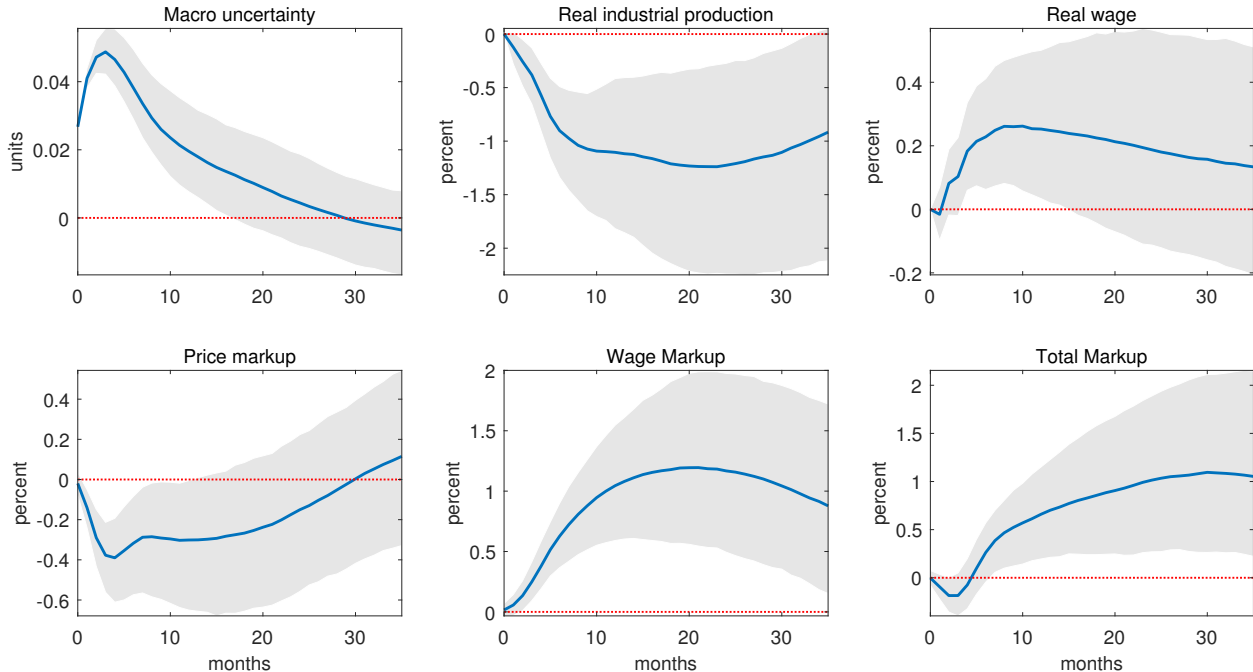 Macro uncertainty
Real industrial production
Real wage
units
0.04
0.02
0
0
10
20
30
months
percent
0
-0.5
-1
-1.5
-2
0
10
20
30
months
percent
0.4
0.2
0
-0.2
0
10
20
30
months
Price markup
Wage Markup
Total Markup
percent
0.4
0.2
0
-0.2
-0.4
-0.6
0
10
20
30
months
percent
2
1.5
1
0.5
0
0
10
20
30
months
percent
2
1.5
1
0.5
0
0
10
20
30
months